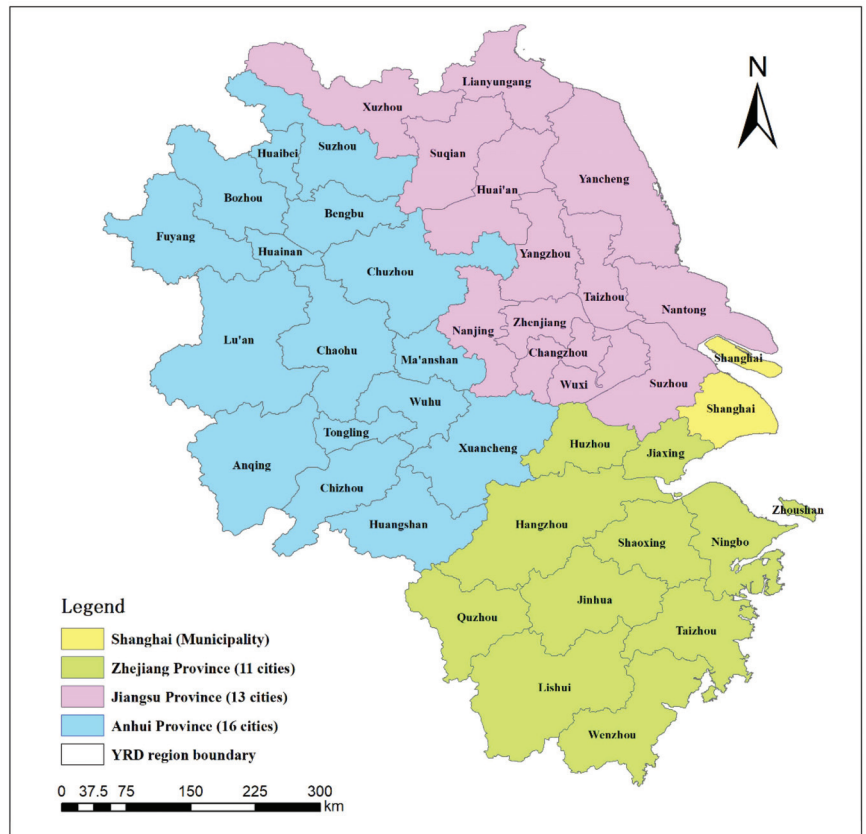 N
Lianyungang
Xuzhou
Suzhou
Huaibei
Suqian
Huai'an
Yancheng
Bozhou
Bengbu
Fuyang
Huainan
Chuzhou
Yangzhou
Taizhou
Nantong
Lu'an
Nanjing
Zhenjiang
Chaohu
Ma'anshan
Changzhou
Shanghai
Wuxi
Suzhou
Wuhu
Shanghai
Tongling
Xuancheng
Huzhou
Jiaxing
Anqing
Chizhou
Zhoushan
Huangshan
Hangzhou
Shaoxing
Ningbo
Jinhua
Quzhou
Taizhou
Lishui
Wenzhou
Legend
Shanghai (Municipality)
Zhejiang Province (11 cities)
Jiangsu Province (13 cities)
Anhui Province (16 cities)
YRD region boundary
0 37.5 75 150 225 300
km